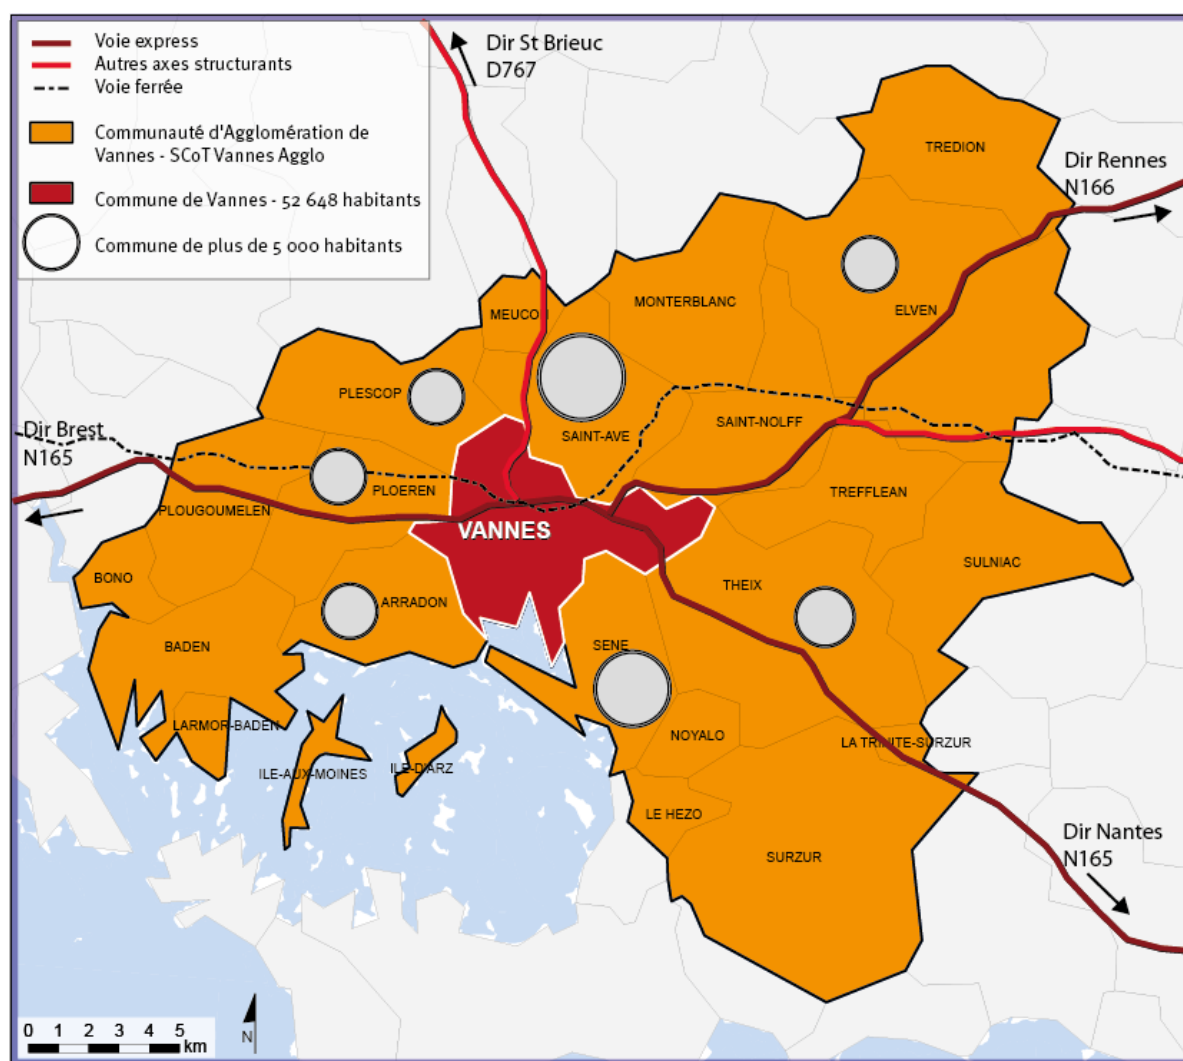 Voie express
Autres axes structurants
Voie ferrée
Communauté d'Agglomération de
Vannes - SCoT Vannes Agglo
Commune de Vannes - 52 648 habitants
Commune de plus de 5 000 habitants
Dir St Brieuc
D767
TREDION
Dir Rennes
N166
MONTERBLANC
ELVEN
MEUCON
PLESCOP
SAINT-AVE
SAINT-NOLFF
Dir Brest
N165
PLOEREN
TREFFLEAN
PLOUGOUMELEN
VANNES
SULNIAC
BONO
THEIX
ARRADON
BADEN
SENE
LARMOR-BADEN
NOYALO
LA TRINITE-SURZUR
ILE-AUX-MOINES
ILE-D'ARZ
LE HEZO
SURZUR
Dir Nantes
N165
0 1 2 3 4 5
km
N